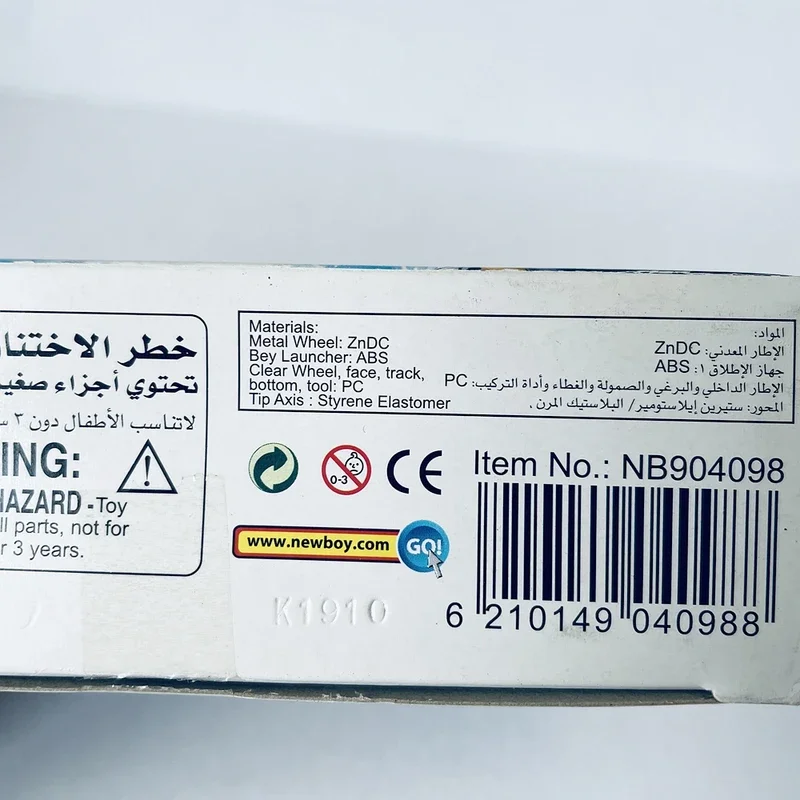 خطر الاختنا
تحتوي أجزاء صغي
لاتناسب الأطفال دون ٣ س
ING:
HAZARD - Toy
ll parts, not for
r 3 years.
Materials:
Metal Wheel: ZnDC
Bey Launcher: ABS
Clear Wheel, face, track,
bottom, tool: PC
Tip Axis : Styrene Elastomer
المواد:
الإطار المعدني: ZnDC
جهاز الإطلاق ١: ABS
الإطار الداخلي والبرغي والصمولة والغطاء وأداة التركيب: PC
المحور: ستيرين إيلاستومير/ البلاستيك المرن .
0-3
CE
www.newboy.com GO!
K1910
Item No.: NB904098
6 210149 040988